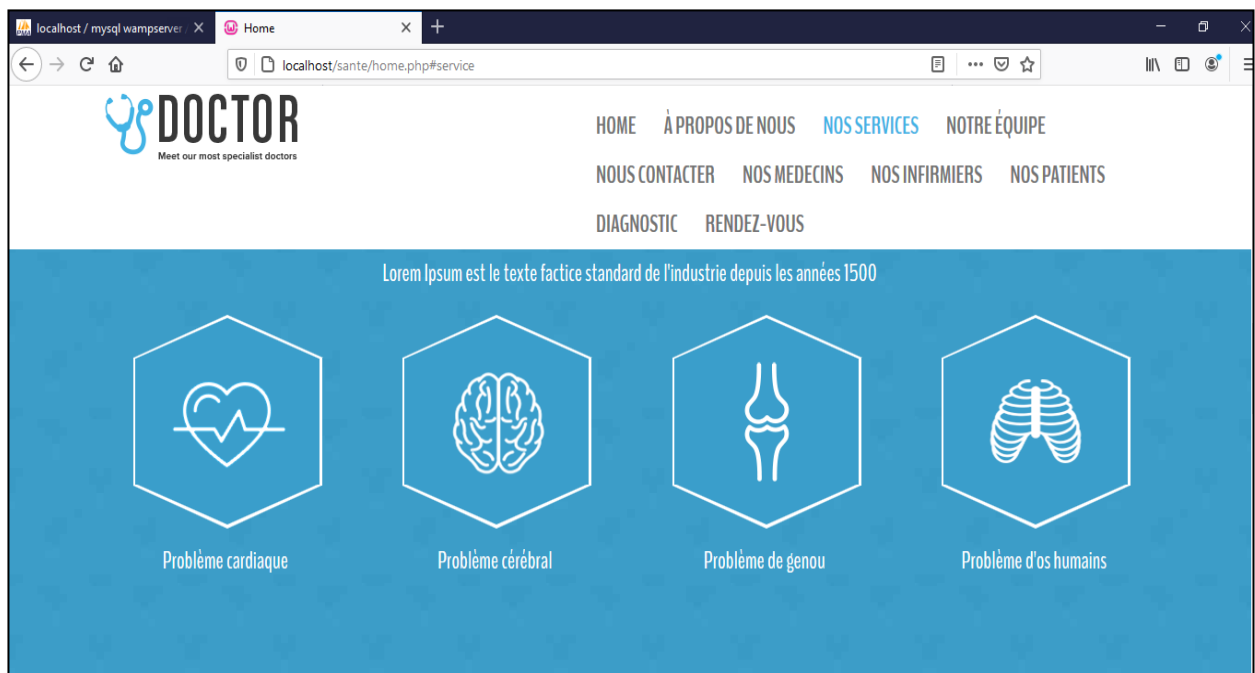 localhost / mysql wampserver /
Home
localhost/sante/home.php#service
DOCTOR
Meet our most specialist doctors
HOME À PROPOS DE NOUS NOS SERVICES NOTRE ÉQUIPE
NOUS CONTACTER NOS MEDECINS NOS INFIRMIERS NOS PATIENTS
DIAGNOSTIC RENDEZ-VOUS
Lorem Ipsum est le texte factice standard de l'industrie depuis les années 1500
Problème cardiaque
Problème cérébral
Problème de genou
Problème d'os humains